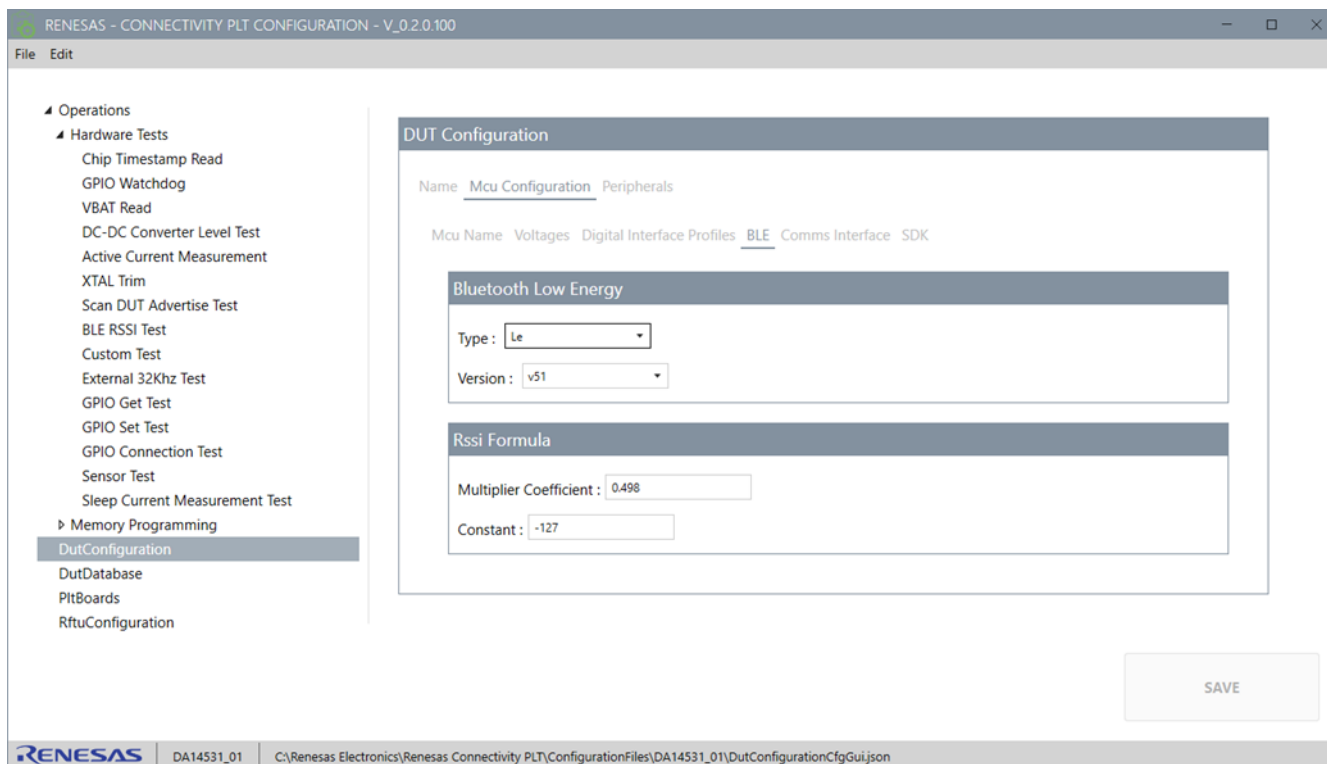 RENESAS - CONNECTIVITY PLT CONFIGURATION - V_0.2.0.100
File Edit
Operations
Hardware Tests
Chip Timestamp Read
GPIO Watchdog
VBAT Read
DC-DC Converter Level Test
Active Current Measurement
XTAL Trim
Scan DUT Advertise Test
BLE RSSI Test
Custom Test
External 32Khz Test
GPIO Get Test
GPIO Set Test
GPIO Connection Test
Sensor Test
Sleep Current Measurement Test
Memory Programming
DutConfiguration
DutDatabase
PltBoards
RftuConfiguration
DUT Configuration
Name Mcu Configuration Peripherals
Mcu Name Voltages Digital Interface Profiles BLE Comms Interface SDK
Bluetooth Low Energy
Type : Le
Version : v51
Rssi Formula
Multiplier Coefficient : 0.498
Constant : -127
SAVE
RENESAS DA14531_01 C:\Renesas Electronics\Renesas Connectivity PLT\ConfigurationFiles\DA14531_01\DutConfigurationCfgGui.json